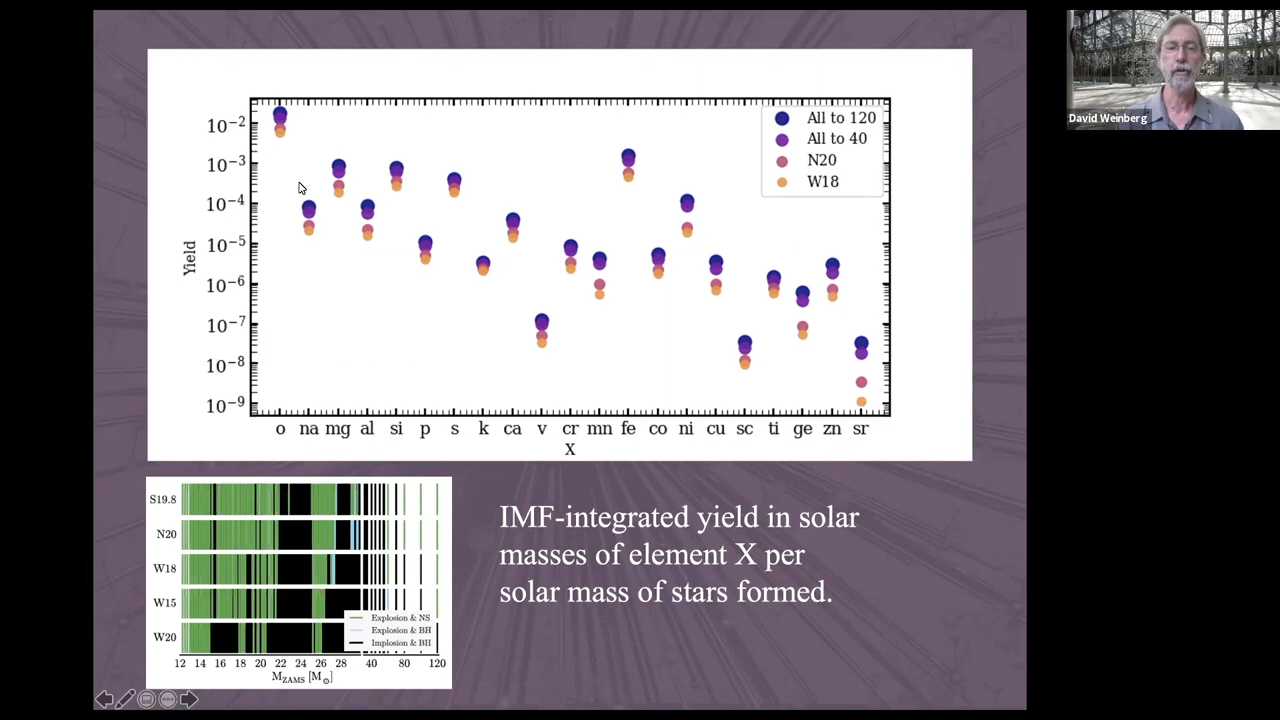 David Weinberg
All to 120
All to 40
N20
W18
10−2
10−3
10−4
10−5
10−6
10−7
10−8
10−9
Yield
o na mg al si p s k ca v cr mn fe co ni cu sc ti ge zn sr
X
S19.8
N20
W18
W15
W20
Explosion & NS
Explosion & BH
Implosion & BH
12 14 16 18 20 22 24 26 28 40 80 120
MZAMS [M⊙]
IMF-integrated yield in solar
masses of element X per
solar mass of stars formed.